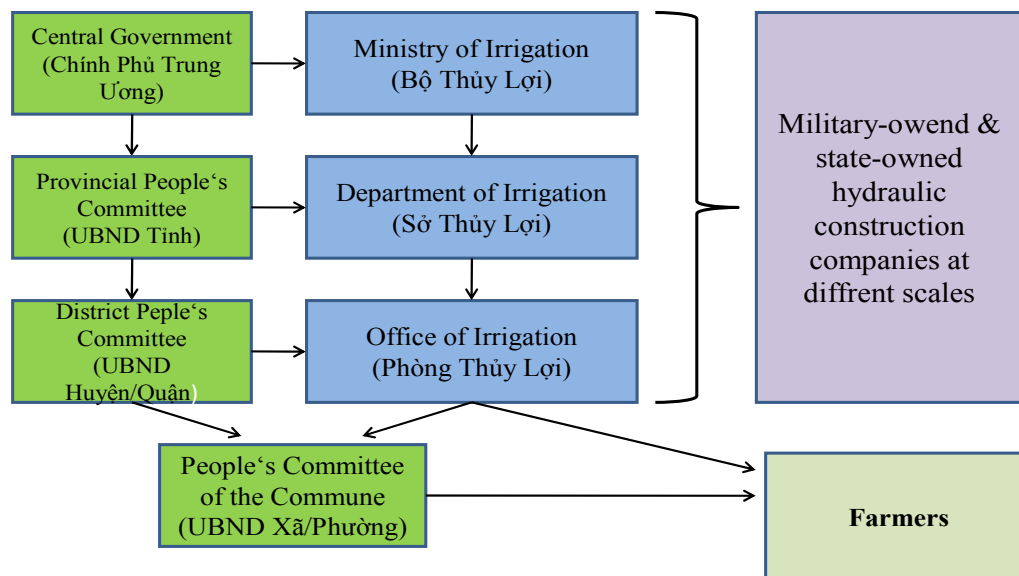 Central Government
(Chính Phủ Trung
Ương)
Ministry of Irrigation
(Bộ Thủy Lợi)
Military-owend &
state-owned
hydraulic
construction
companies at
diffrent scales
Provincial People‘s
Committee
(UBND Tỉnh)
Department of Irrigation
(Sở Thủy Lợi)
District Peple‘s
Committee
(UBND
Huyện/Quận)
Office of Irrigation
(Phòng Thủy Lợi)
People‘s Committee
of the Commune
(UBND Xã/Phường)
Farmers